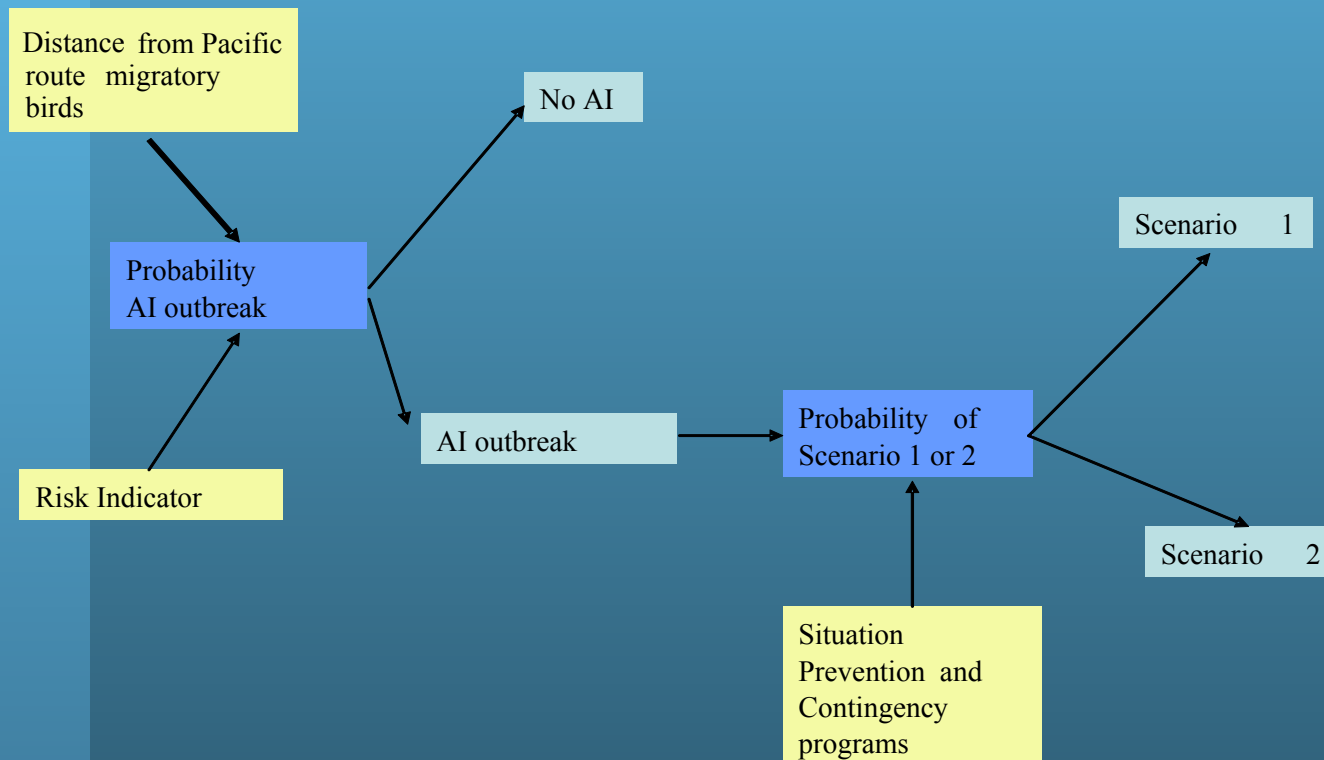 Distance from Pacific
route migratory
birds
No AI
Scenario 1
Probability
AI outbreak
Probability of
Scenario 1 or 2
AI outbreak
Risk Indicator
Scenario 2
Situation
Prevention and
Contingency
programs